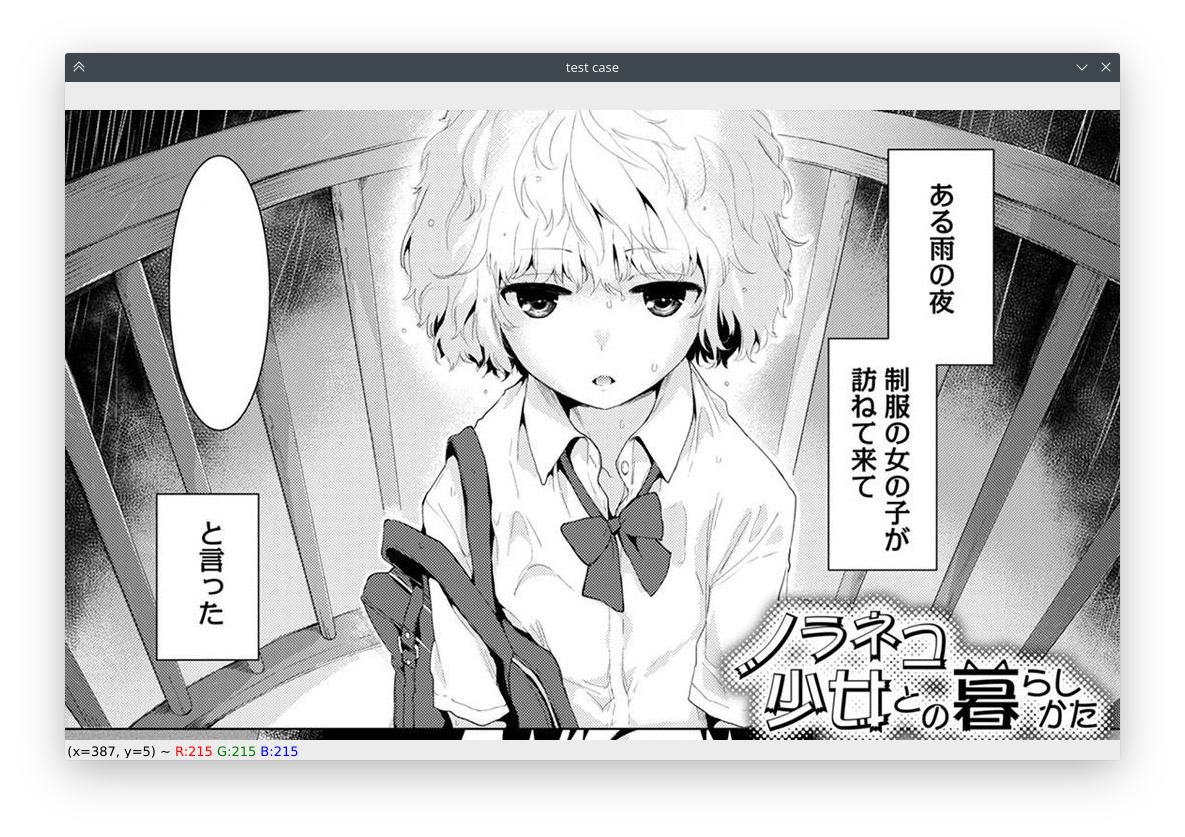 test case
ある雨の夜
制服の女の子が
訪ねて来て
と言った
ノラネコ
少女との暮らし
かた
(x=387, y=5) ~ R:215 G:215 B:215